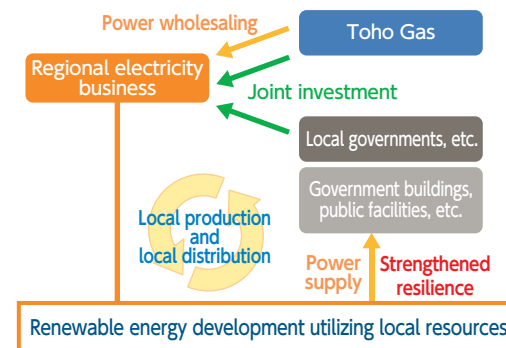 Power wholesaling
Toho Gas
Regional electricity
business
Joint investment
Local governments, etc.
Government buildings,
public facilities, etc.
Local production
and
local distribution
Power
supply
Strengthened
resilience
Renewable energy development utilizing local resources